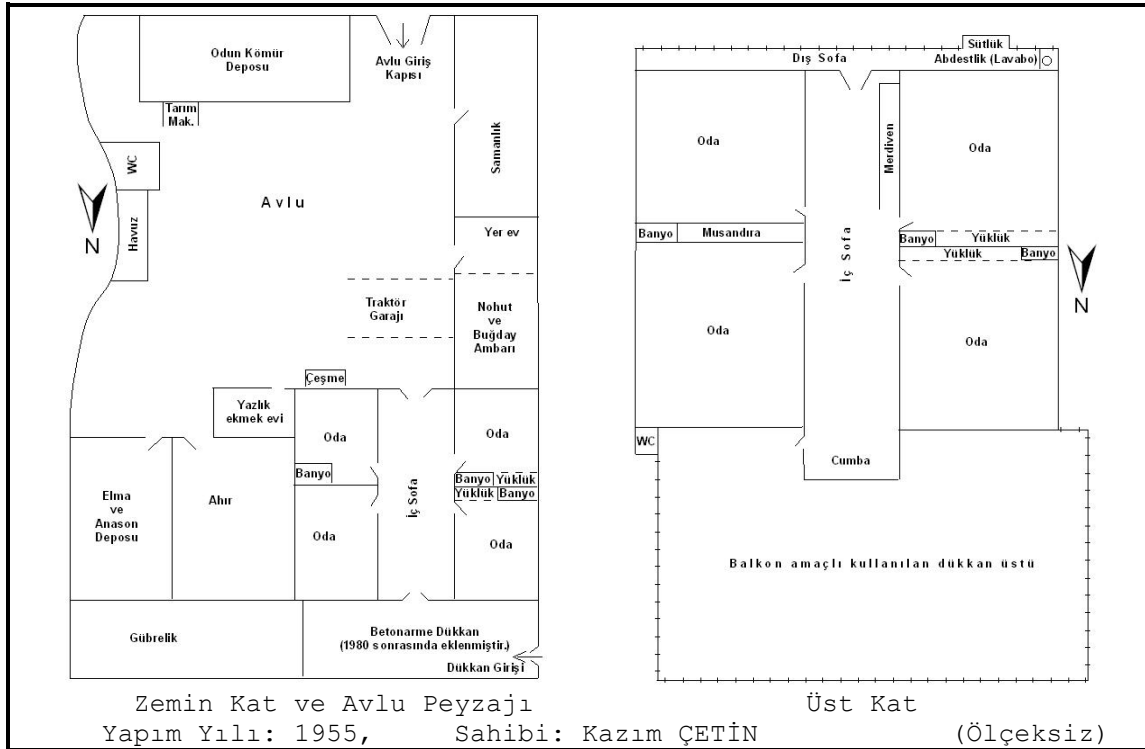 Odun Kömür
Deposu
Avlu Giriş
Kapısı
Tarım
Mak.
Samanlık
WC
Avlu
N
Havuz
Yer ev
Traktör
Garajı
Nohut
ve
Buğday
Ambarı
Çeşme
Yazlık
ekmek evi
Oda
Oda
Banyo
İç Sofa
Banyo
Yüklük
Yüklük
Banyo
Elma
ve
Anason
Deposu
Ahır
Oda
Oda
Gübrelik
Betonarme Dükkan
(1980 sonrasında eklenmiştir.)
Dükkan Girişi
Sütlük
Dış Sofa
Abdestlik (Lavabo)
Oda
Merdiven
Oda
Banyo
Musandıra
İç Sofa
Banyo
Yüklük
Yüklük
Banyo
N
Oda
Oda
WC
Cumba
Balkon amaçlı kullanılan dükkan üstü
Zemin Kat ve Avlu Peyzajı
Üst Kat
Yapım Yılı: 1955, Sahibi: Kazım ÇETİN (Ölçeksiz)